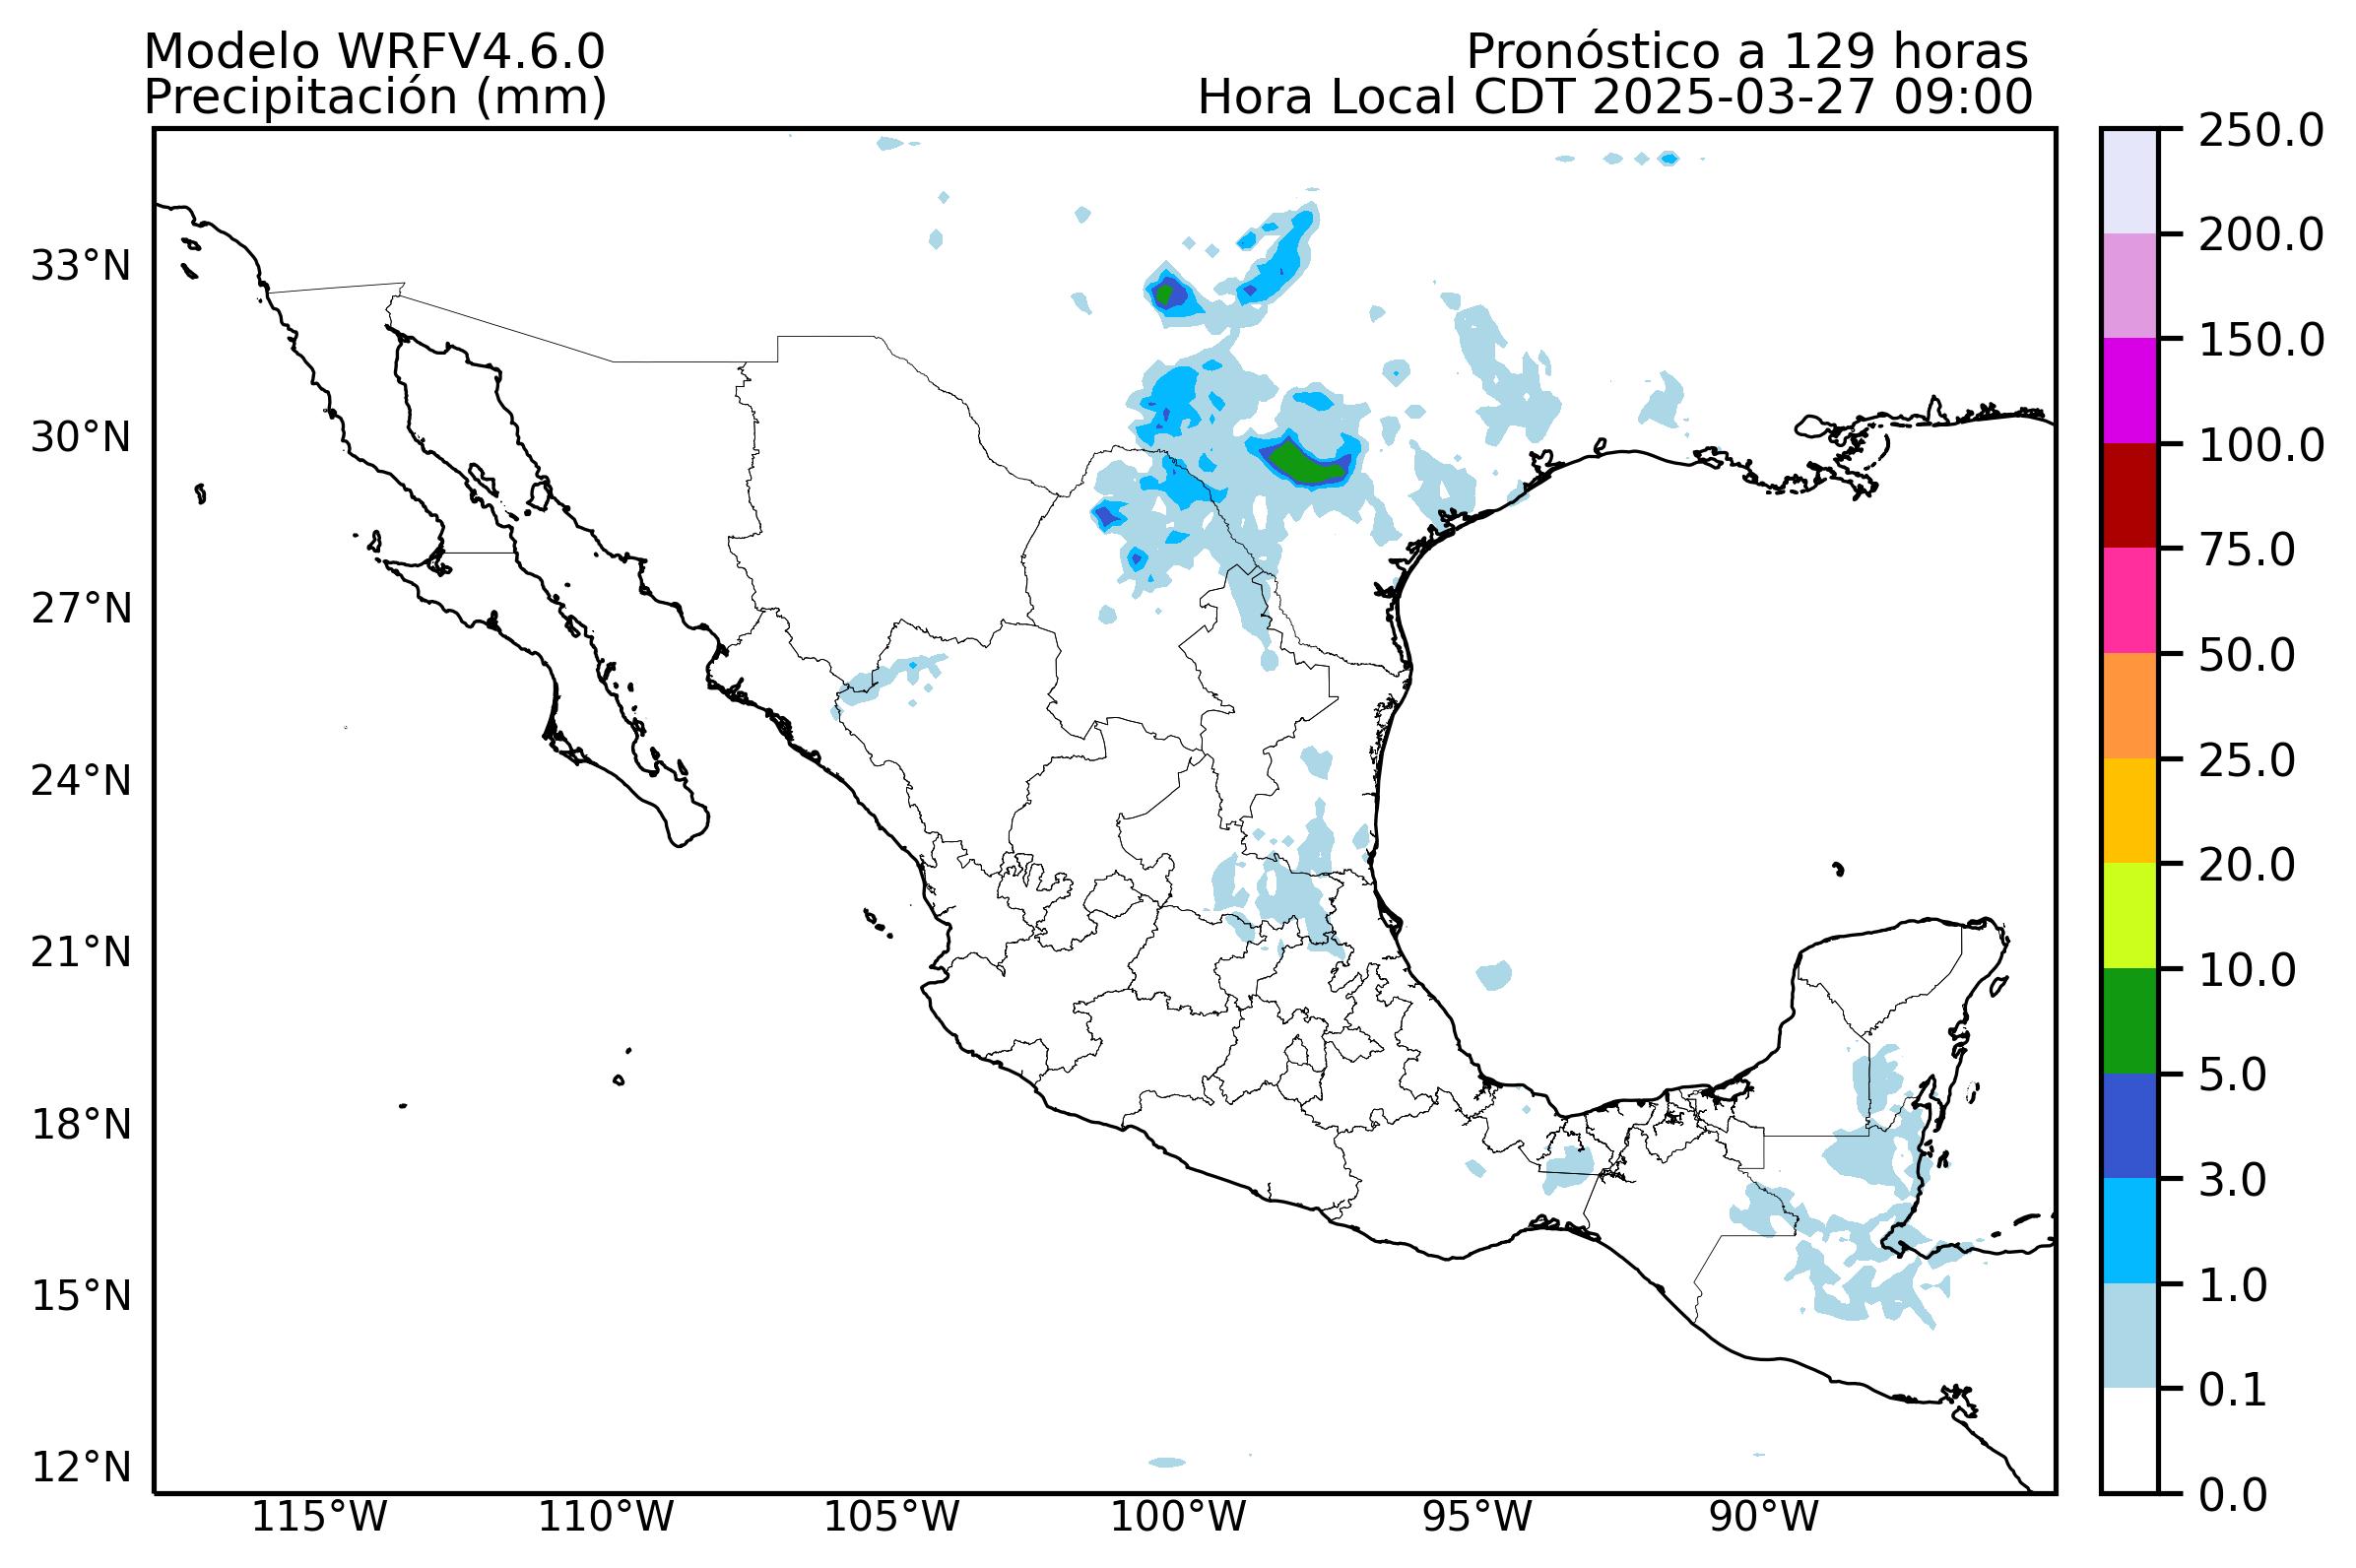 Modelo WRFV4.6.0
Precipitación (mm)
Pronóstico a 129 horas
Hora Local CDT 2025-03-27 09:00
33°N
30°N
27°N
24°N
21°N
18°N
15°N
12°N
115°W
110°W
105°W
100°W
95°W
90°W
250.0
200.0
150.0
100.0
75.0
50.0
25.0
20.0
10.0
5.0
3.0
1.0
0.1
0.0